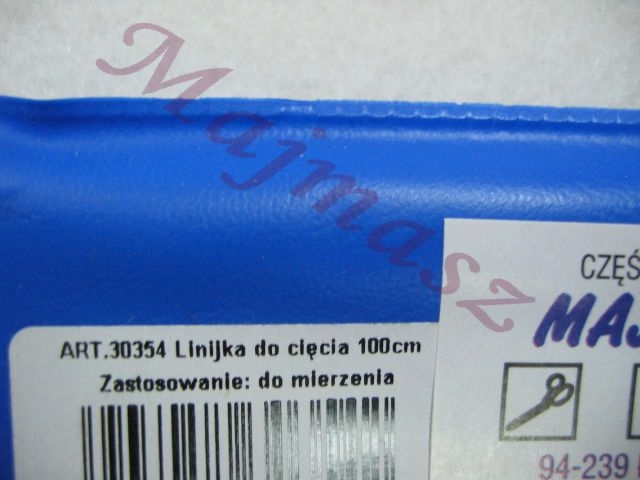 Majmasz
CZĘŚ
MAJ
ART.30354 Linijka do cięcia 100cm
Zastosowanie: do mierzenia
94-239